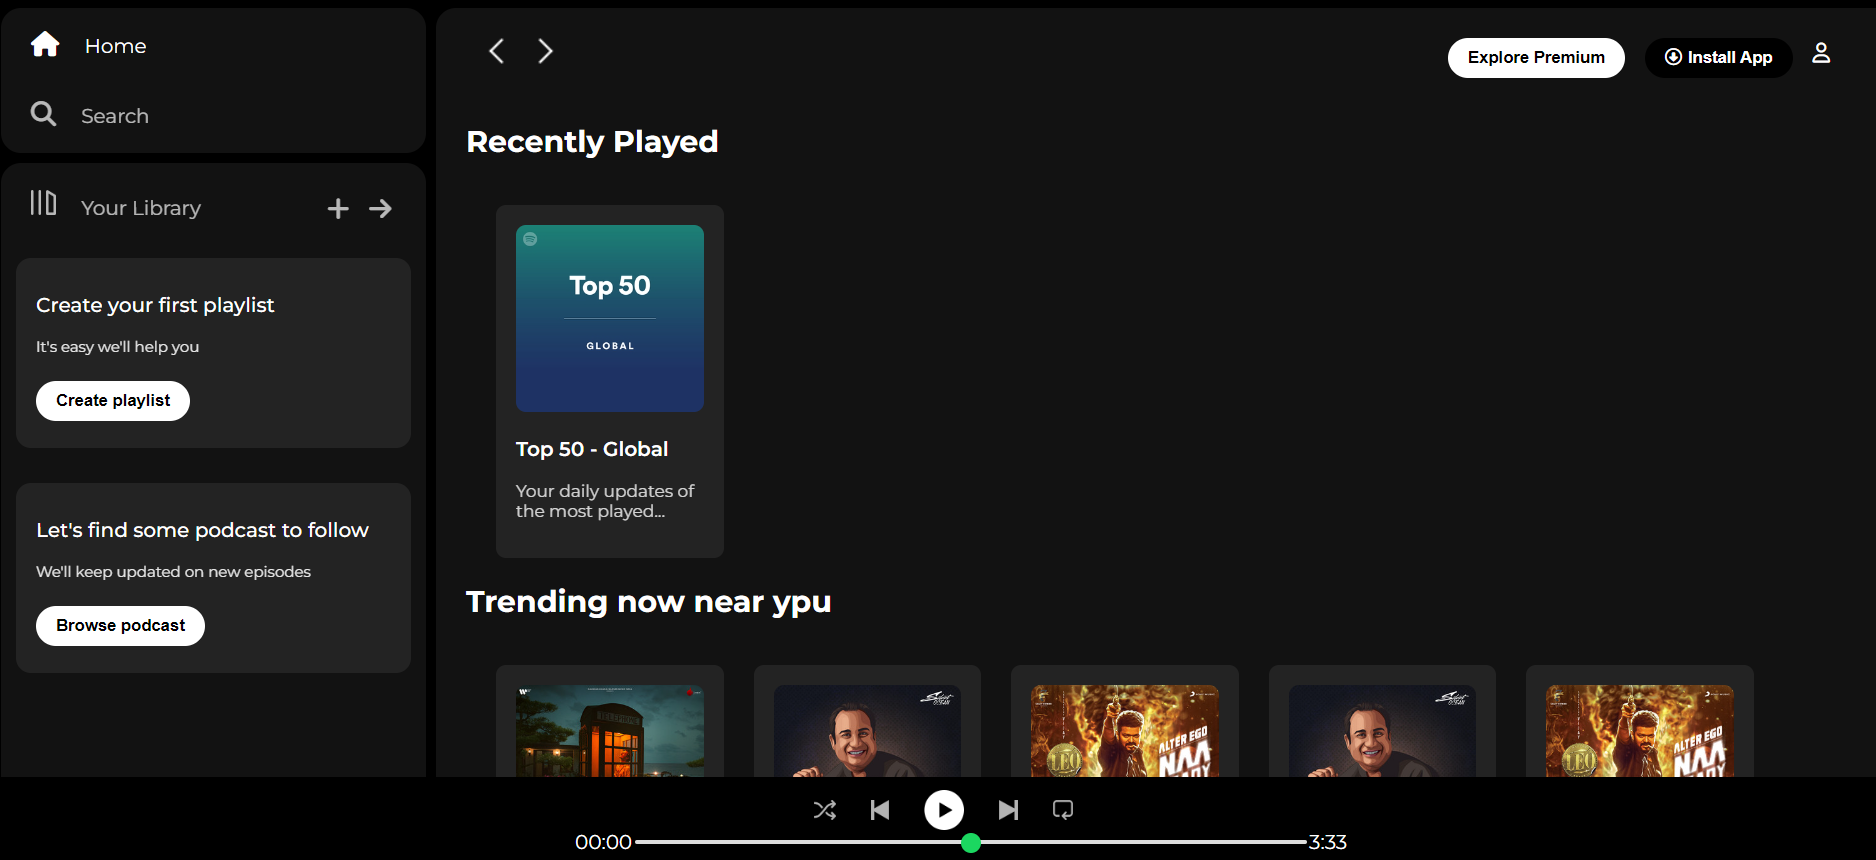 Home
Search
Your Library
Create your first playlist
It's easy we'll help you
Create playlist
Let's find some podcast to follow
We'll keep updated on new episodes
Browse podcast
Explore Premium
Install App
Recently Played
Top 50
GLOBAL
Top 50 - Global
Your daily updates of
the most played...
Trending now near ypu
ALTER EGO
NAA
LEO
ALTER EGO
NAA
LEO
00:00
3:33